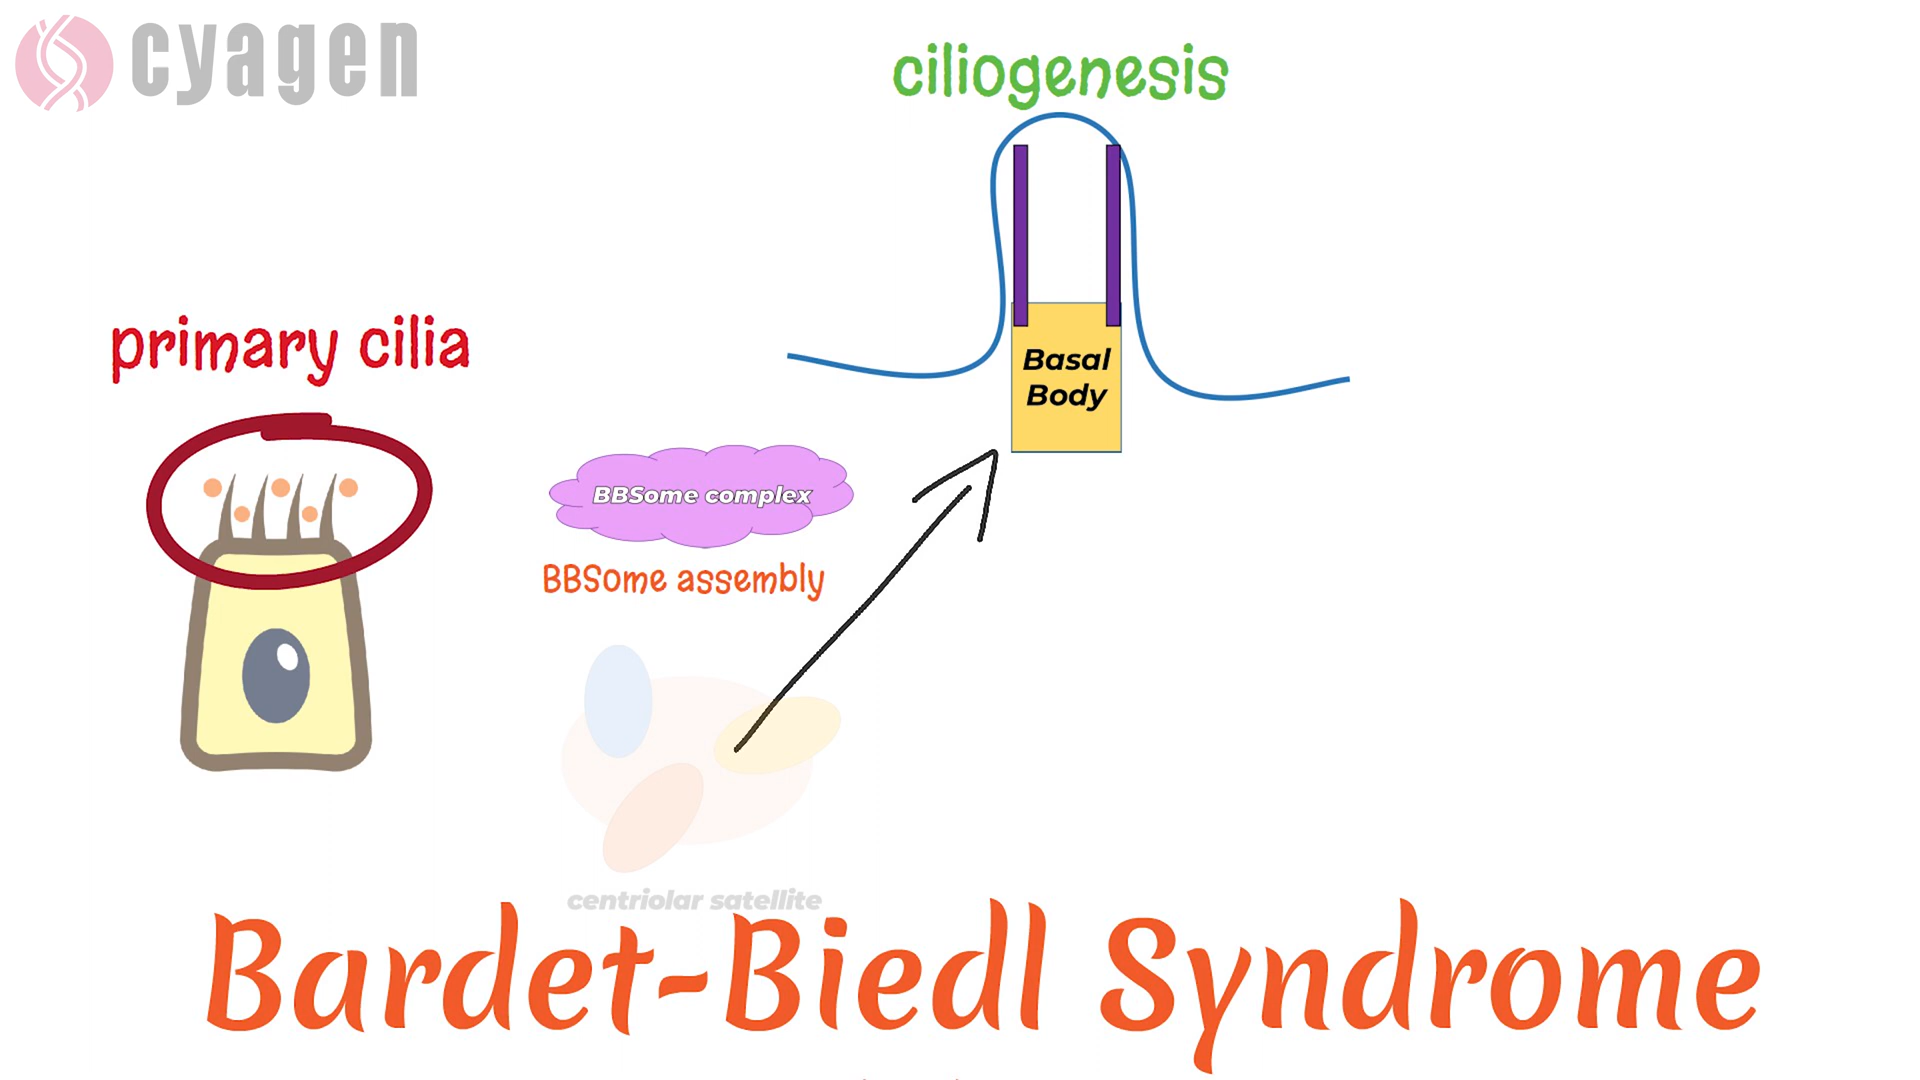 cyagen
ciliogenesis
primary cilia
Basal
Body
BBSome complex
BBSome assembly
centriolar satellite
Bardet-Biedl Syndrome